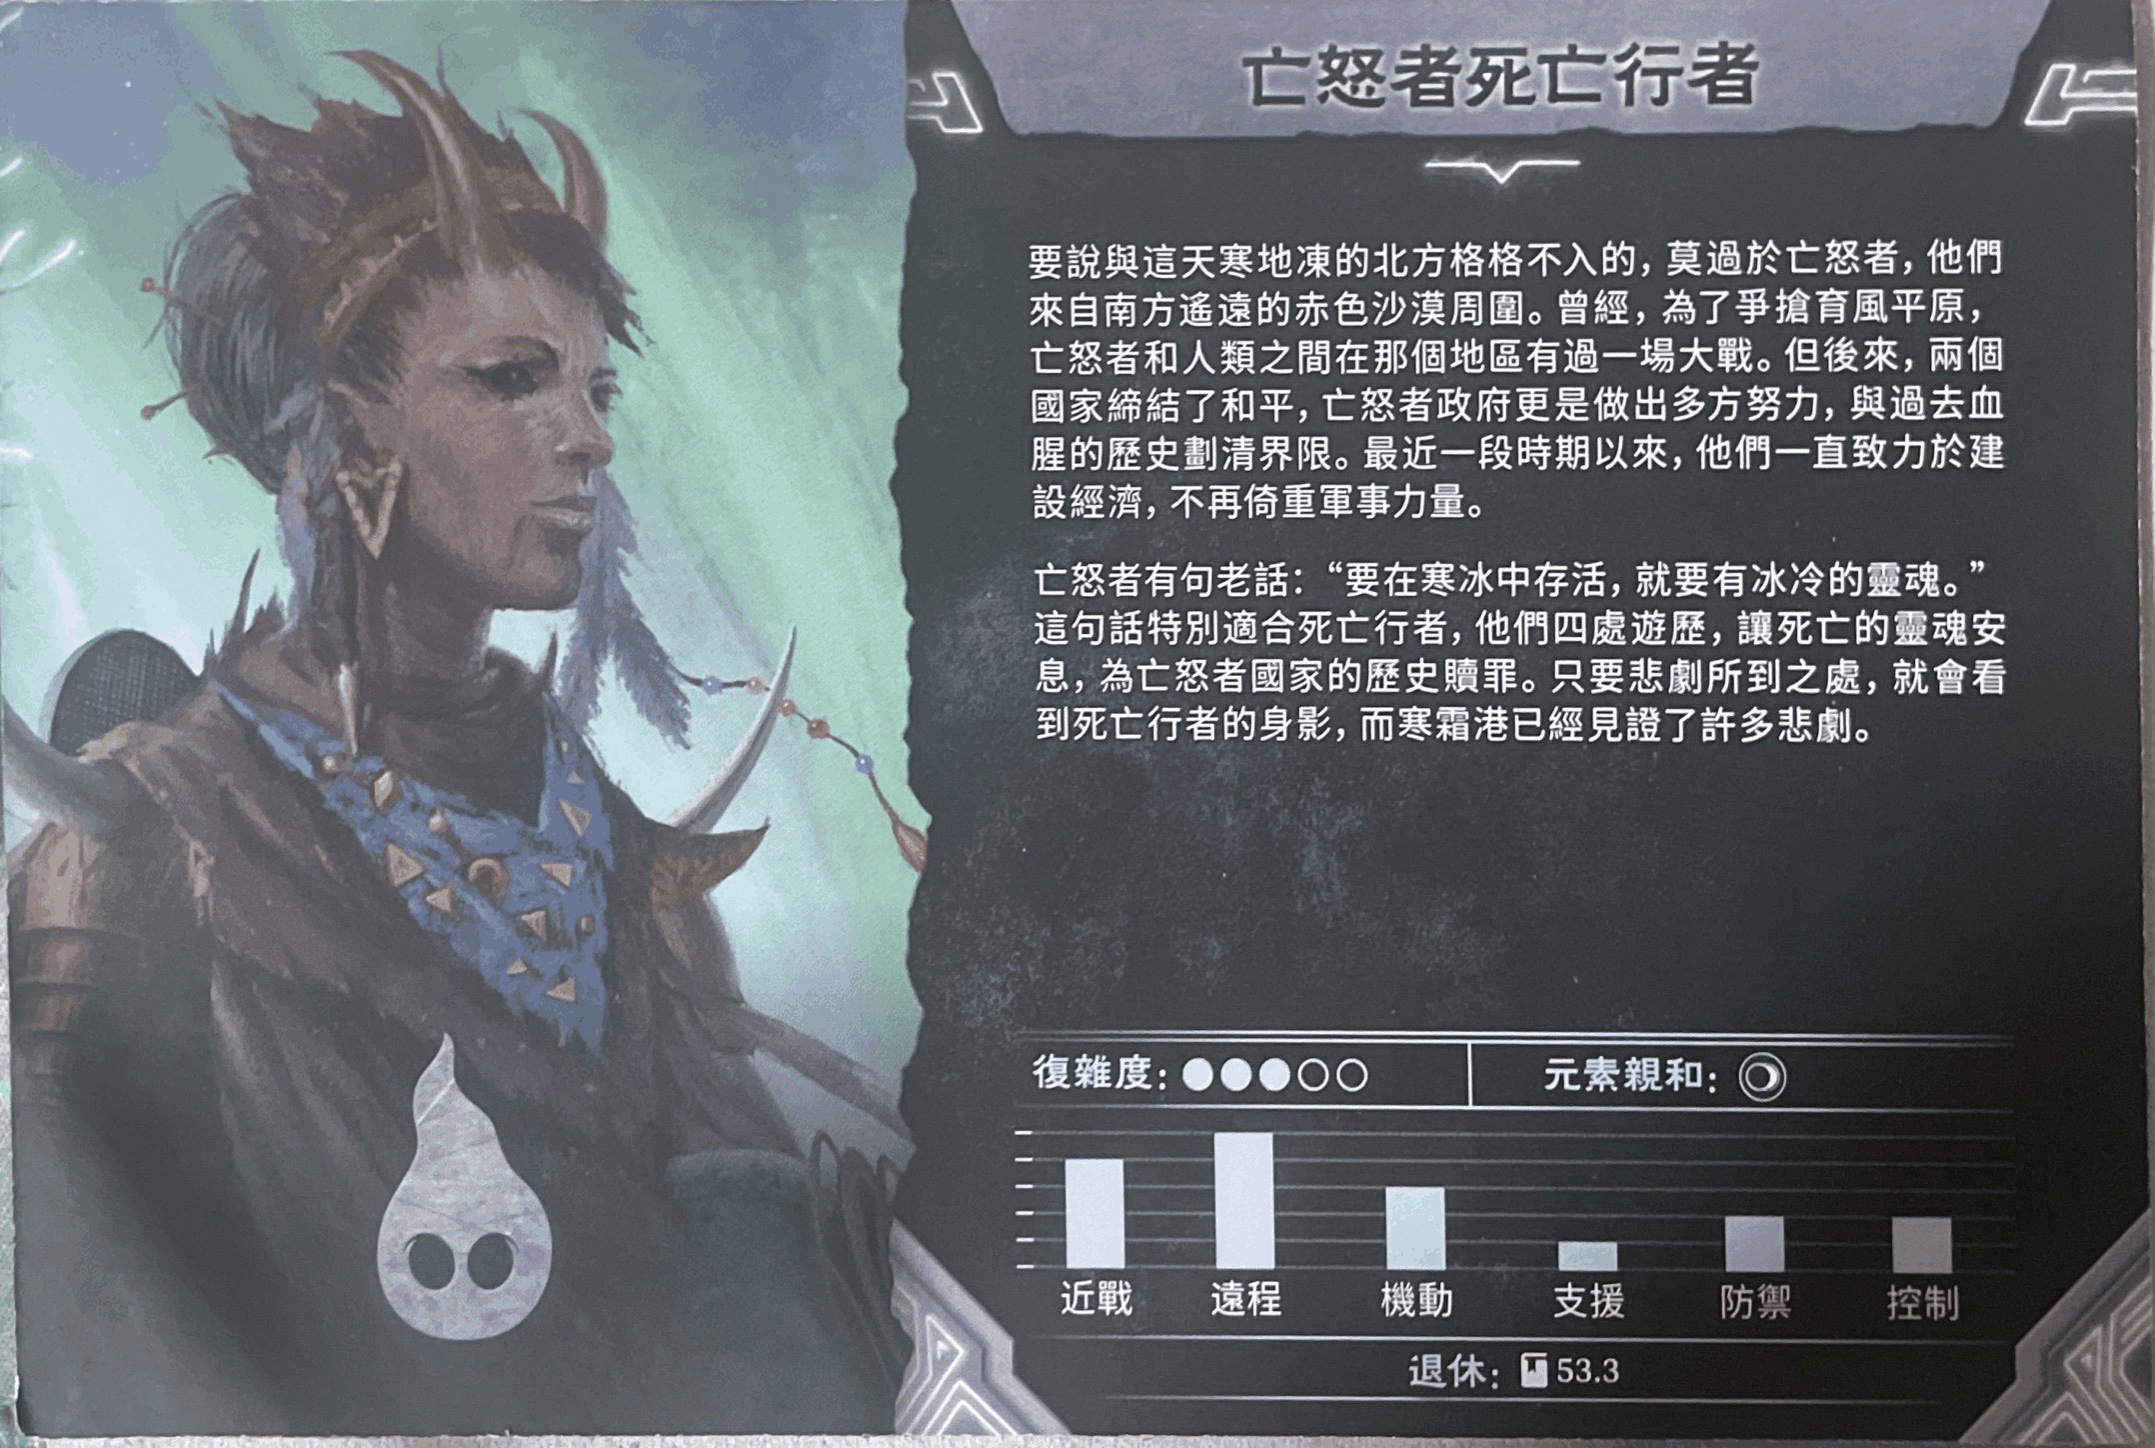 亡怒者死亡行者
要說與這天寒地凍的北方格格不入的，莫過於亡怒者，他們
來自南方遙遠的赤色沙漠周圍。曾經，為了爭搶育風平原，
亡怒者和人類之間在那個地區有過一場大戰。但後來，兩個
國家締結了和平，亡怒者政府更是做出多方努力，與過去血
腥的歷史劃清界限。最近一段時期以來，他們一直致力於建
設經濟，不再倚重軍事力量。
亡怒者有句老話：“要在寒冰中存活，就要有冰冷的靈魂。”
這句話特別適合死亡行者，他們四處遊歷，讓死亡的靈魂安
息，為亡怒者國家的歷史贖罪。只要悲劇所到之處，就會看
到死亡行者的身影，而寒霜港已經見證了許多悲劇。
復雜度：
元素親和：
近戰 遠程 機動 支援 防禦 控制
退休：53.3